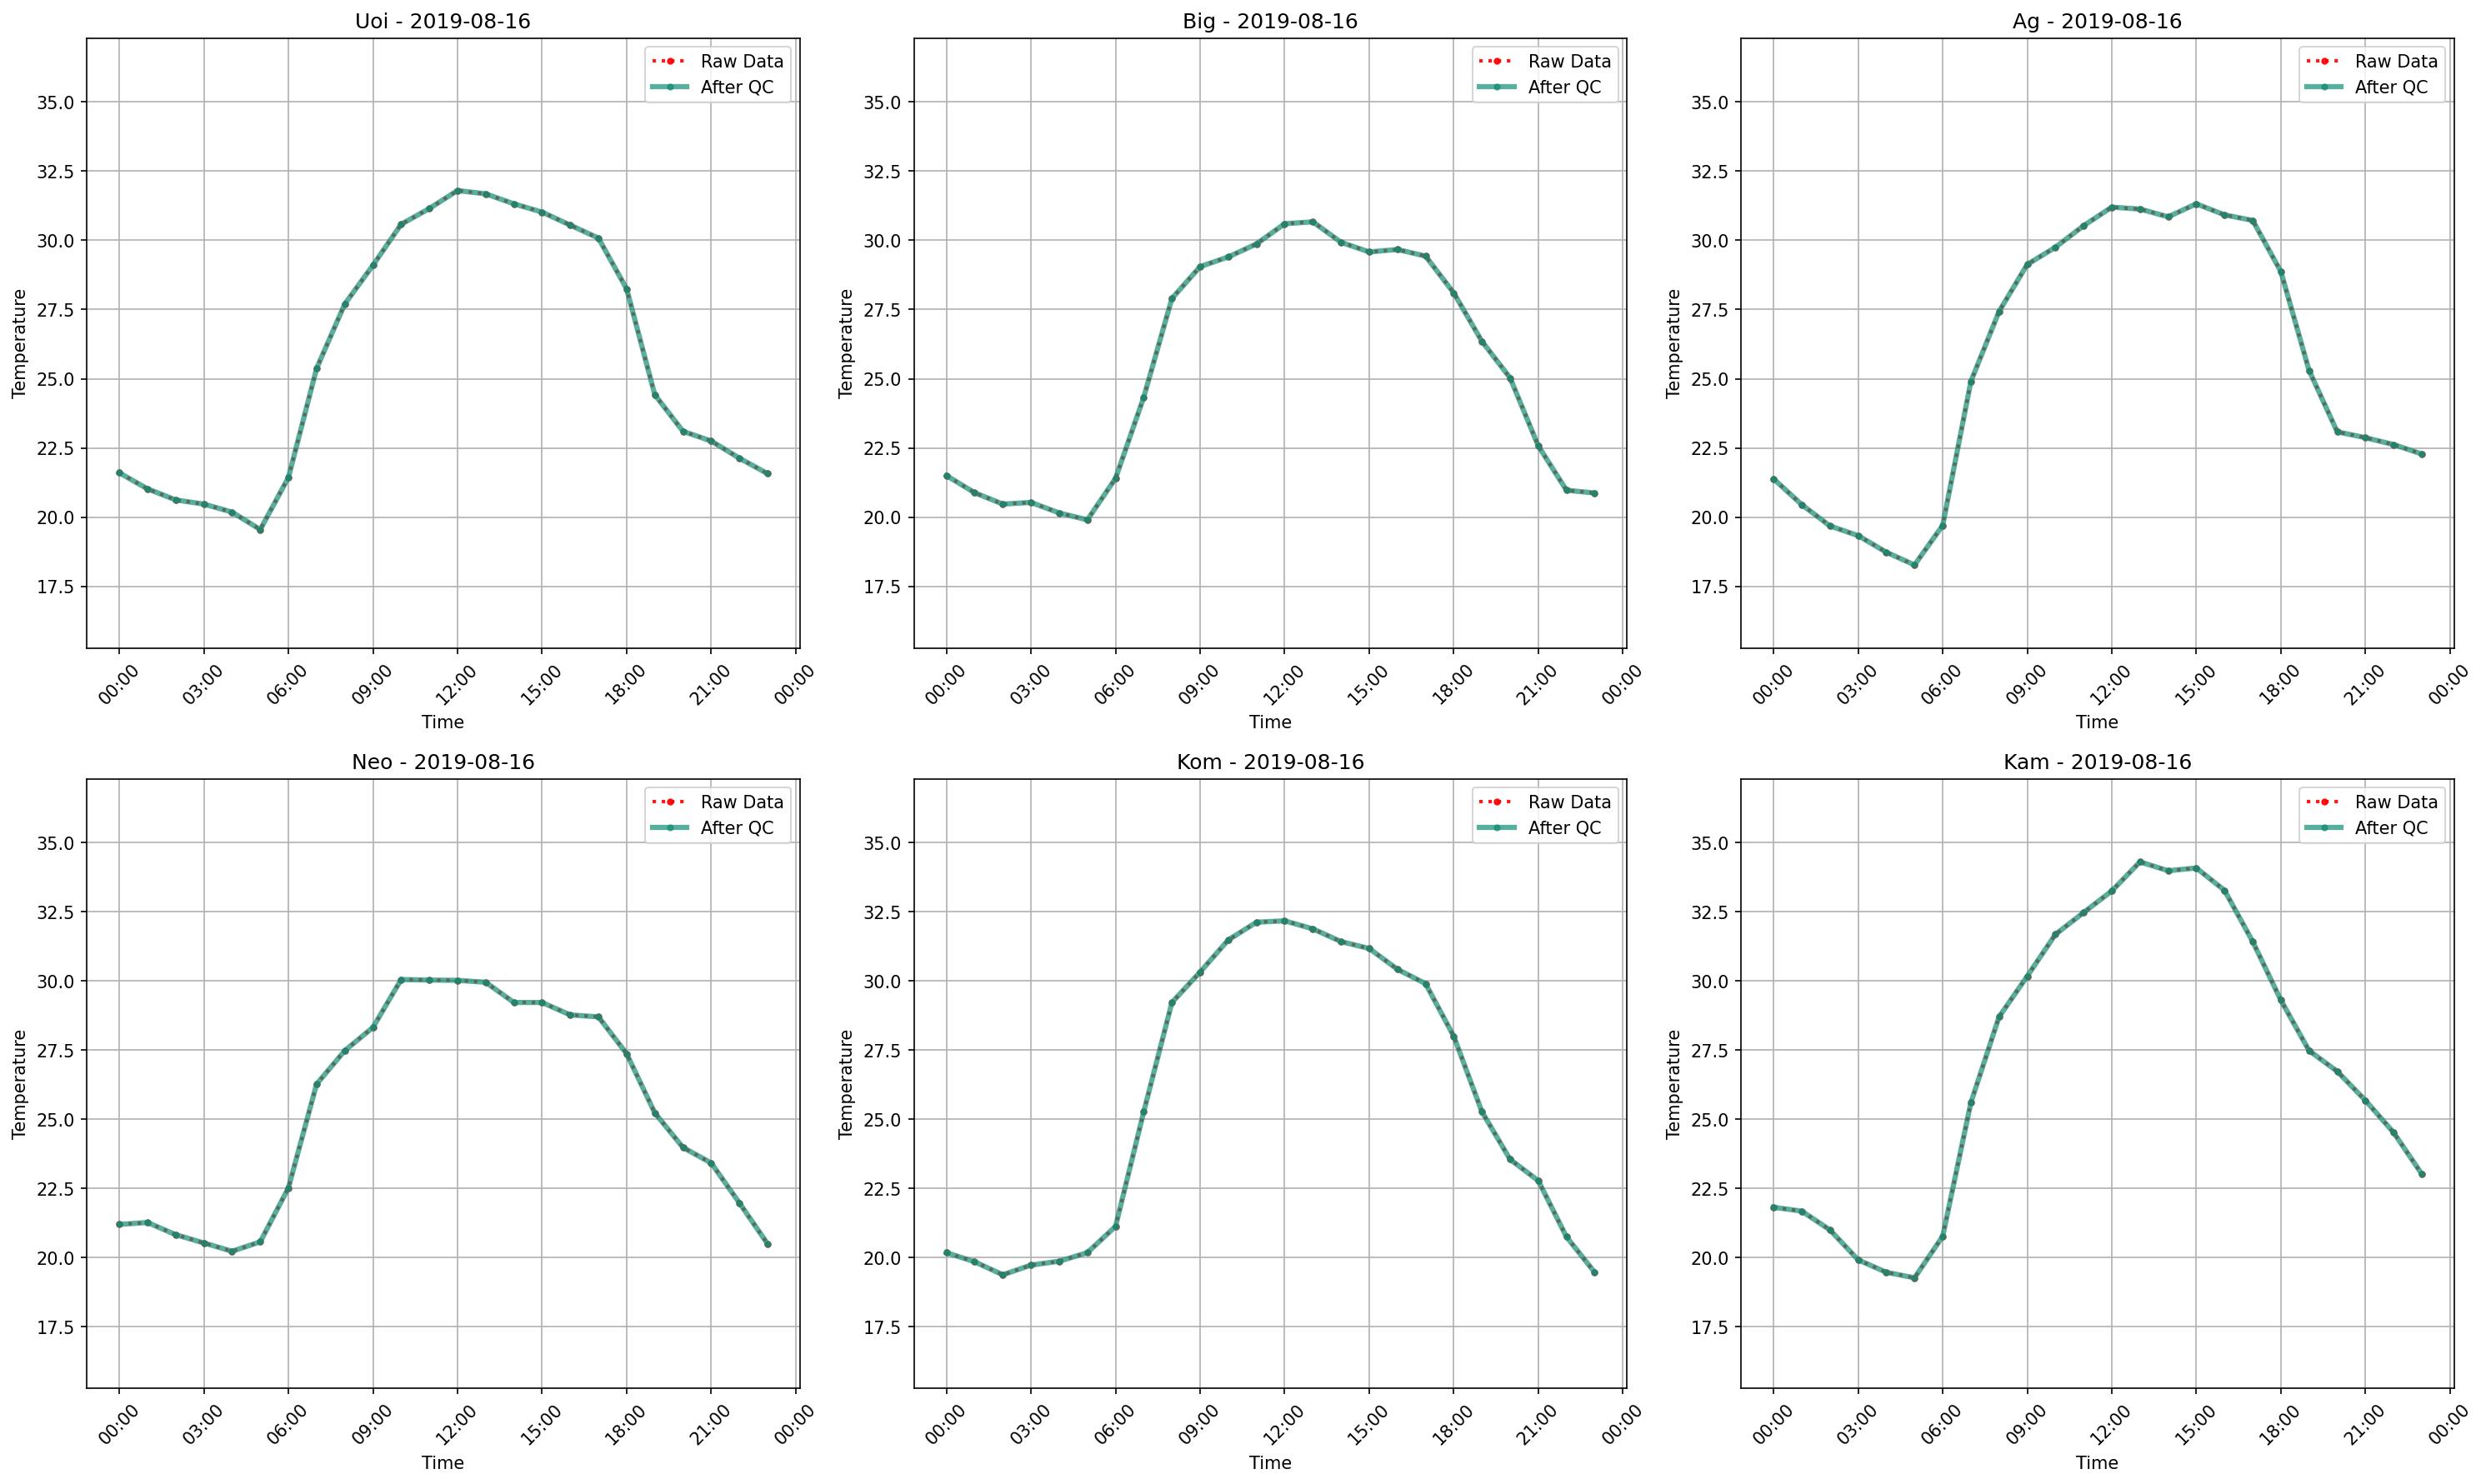 Uoi - 2019-08-16
Raw Data
After QC
Temperature
35.0
32.5
30.0
27.5
25.0
22.5
20.0
17.5
00:00 03:00 06:00 09:00 12:00 15:00 18:00 21:00 00:00
Time
Big - 2019-08-16
Raw Data
After QC
Temperature
35.0
32.5
30.0
27.5
25.0
22.5
20.0
17.5
00:00 03:00 06:00 09:00 12:00 15:00 18:00 21:00 00:00
Time
Ag - 2019-08-16
Raw Data
After QC
Temperature
35.0
32.5
30.0
27.5
25.0
22.5
20.0
17.5
00:00 03:00 06:00 09:00 12:00 15:00 18:00 21:00 00:00
Time
Neo - 2019-08-16
Raw Data
After QC
Temperature
35.0
32.5
30.0
27.5
25.0
22.5
20.0
17.5
00:00 03:00 06:00 09:00 12:00 15:00 18:00 21:00 00:00
Time
Kom - 2019-08-16
Raw Data
After QC
Temperature
35.0
32.5
30.0
27.5
25.0
22.5
20.0
17.5
00:00 03:00 06:00 09:00 12:00 15:00 18:00 21:00 00:00
Time
Kam - 2019-08-16
Raw Data
After QC
Temperature
35.0
32.5
30.0
27.5
25.0
22.5
20.0
17.5
00:00 03:00 06:00 09:00 12:00 15:00 18:00 21:00 00:00
Time